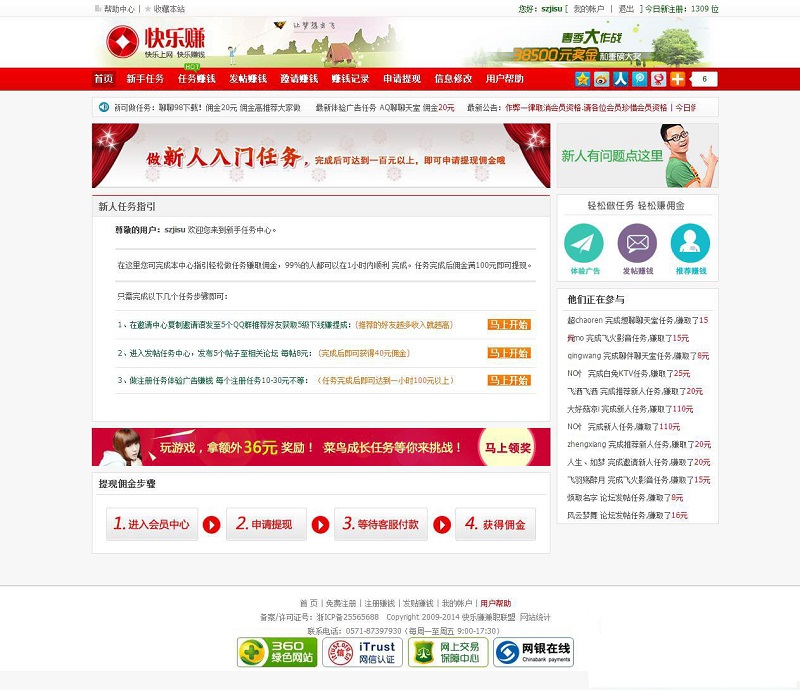 帮助中心 | ☆ 收藏本站
您好：szjisu [ 我的帐户 | 退出 ] 今日新注册：1309 位
快乐赚
快乐上网 快乐赚钱
让梦想去飞
春季大作战
38500元奖金 和重磅大奖
首页 新手任务 任务赚钱 发帖赚钱 邀请赚钱 赚钱记录 申请提现 信息修改 用户帮助
HOT
6
新可做任务：聊聊98下载！佣金20元 佣金高推荐大家做 最新体验广告任务 AQ聊聊天室 佣金20元 最新公告：作弊一律取消会员资格.请各位会员珍惜会员资格 | 今日
做新人入门任务，完成后可达到一百元以上，即可申请提现佣金哦
新人有问题点这里
新人任务指引
尊敬的用户：szjisu 欢迎您来到新手任务中心。
在这里您可完成本中心指引轻松做任务赚取佣金，99%的人都可以在1小时内顺利 完成。任务完成后佣金满100元即可提现。
只需完成以下几个任务步骤即可：
1、在邀请中心复制邀请语发至5个QQ群推荐好友获取5级下线赚提成：(推荐的好友越多收入就越高) 马上开始
2、进入发帖任务中心，发布5个帖子至相关论坛 每帖8元：(完成后即可获得40元佣金) 马上开始
3、做注册任务体验广告赚钱 每个注册任务10-30元不等：（任务完成后即可达到一小时100元以上） 马上开始
轻松做任务 轻松赚佣金
体验广告 发帖赚钱 推荐赚钱
他们正在参与
超chaoren 完成想聊聊天室任务,赚取了15
mo 完成飞火影音任务,赚取了15元
qingwang 完成聊伴聊天室任务,赚取了8元
NO个 完成白兔KTV任务,赚取了25元
飞洒飞洒 完成推荐新人任务,赚取了20元
大好菇凉i 完成新人任务,赚取了110元
NO个 完成新人任务,赚取了110元
zhengxiang 完成推荐新人任务,赚取了20元
人生、如梦 完成邀请新人任务,赚取了20元
飞羽赐醉月 完成飞火影音任务,赚取了15元
该取名字 论坛发帖任务,赚取了8元
风云梦舞 论坛发帖任务,赚取了16元
玩游戏，拿额外36元 奖励！ 菜鸟成长任务等你来挑战！ 马上领奖
提现佣金步骤
1.进入会员中心 2.申请提现 3.等待客服付款 4.获得佣金
首 页 | 免费注册 | 注册赚钱 | 发贴赚钱 | 我的帐户 | 用户帮助
备案/许可证号：浙ICP备25565688 Copyright 2009-2014 快乐赚兼职联盟 网站统计
联系电话：0571-87397930（每周一至周五 9:00-17:30）
360 绿色网站
iTrust 网信认证
网上交易 保障中心
网银在线 Chinabank payments